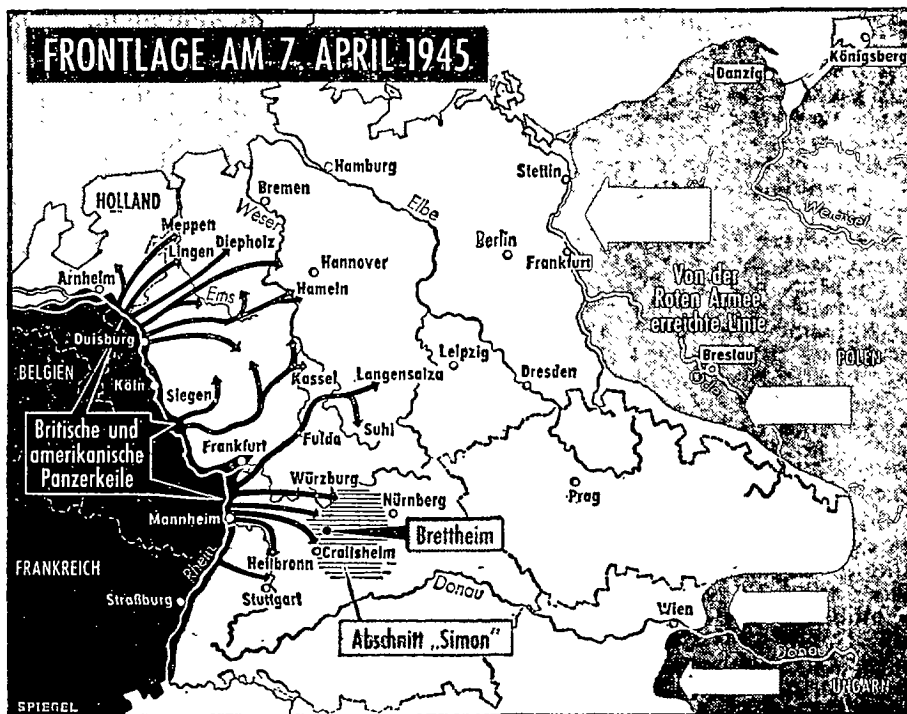 FRONTLAGE AM 7. APRIL 1945
Königsberg
Danzig
Hamburg
Stettin
Bremen
HOLLAND
Weser
Elbe
Weichsel
Meppen
Lingen
Diepholz
Berlin
Arnheim
Hannover
Frankfurt
Ems
Hameln
Von der
Roten Armee
erreichte Linie
Duisburg
Leipzig
Breslau
POLEN
BELGIEN
Köln
Kassel
Langensalza
Dresden
Siegen
Britische und
amerikanische
Panzerkeile
Frankfurt
Fulda
Suhl
Würzburg
Nürnberg
Prag
Mannheim
Brettheim
FRANKREICH
Rhein
Heilbronn
Crailsheim
Straßburg
Stuttgart
Donau
Wien
Abschnitt „Simon"
Donau
UNGARN
SPIEGEL